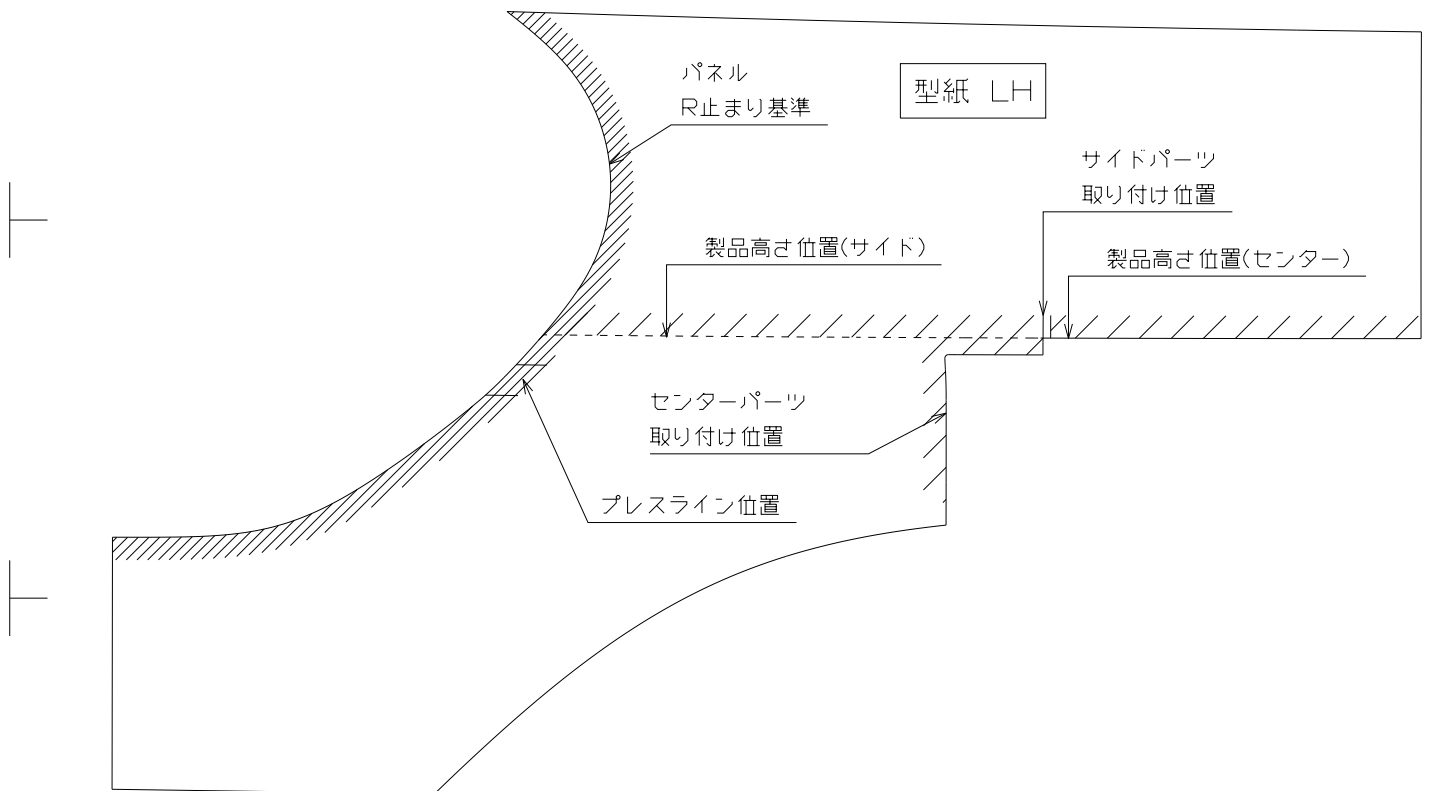 パネル
R止まり基準
型紙 LH
サイドパーツ
取り付け位置
製品高さ位置(サイド)
製品高さ位置(センター)
センターパーツ
取り付け位置
プレスライン位置